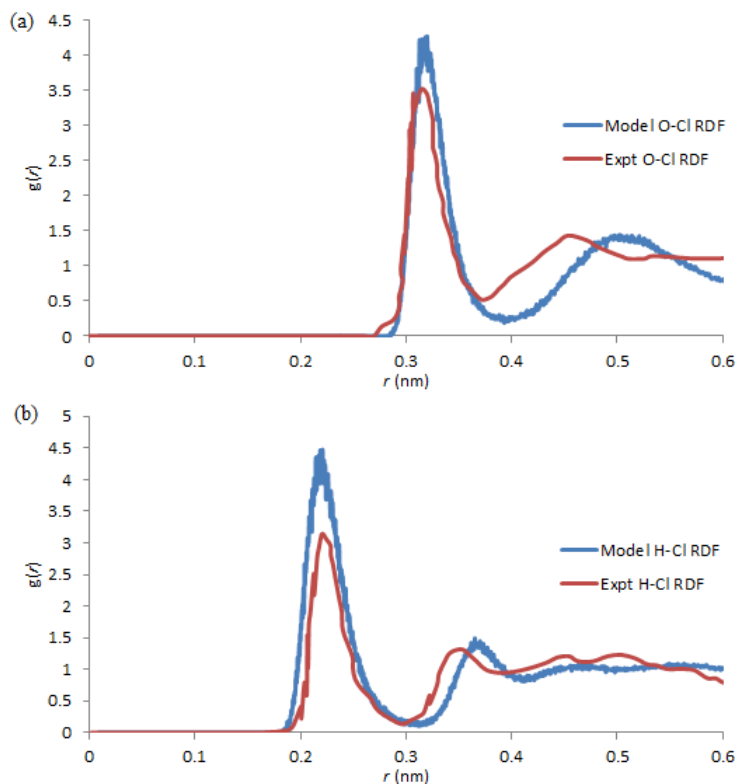 (a)
4.5
4
3.5
3
2.5
2
1.5
1
0.5
0
g(r)
Model O-Cl RDF
Expt O-Cl RDF
0 0.1 0.2 0.3 0.4 0.5 0.6
r (nm)
(b)
5
4.5
4
3.5
3
2.5
2
1.5
1
0.5
0
g(r)
Model H-Cl RDF
Expt H-Cl RDF
0 0.1 0.2 0.3 0.4 0.5 0.6
r (nm)